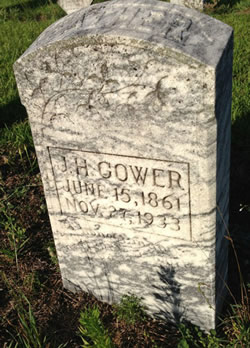 J.H. GOWER
JUNE 15, 1861
NOV. 27, 1933